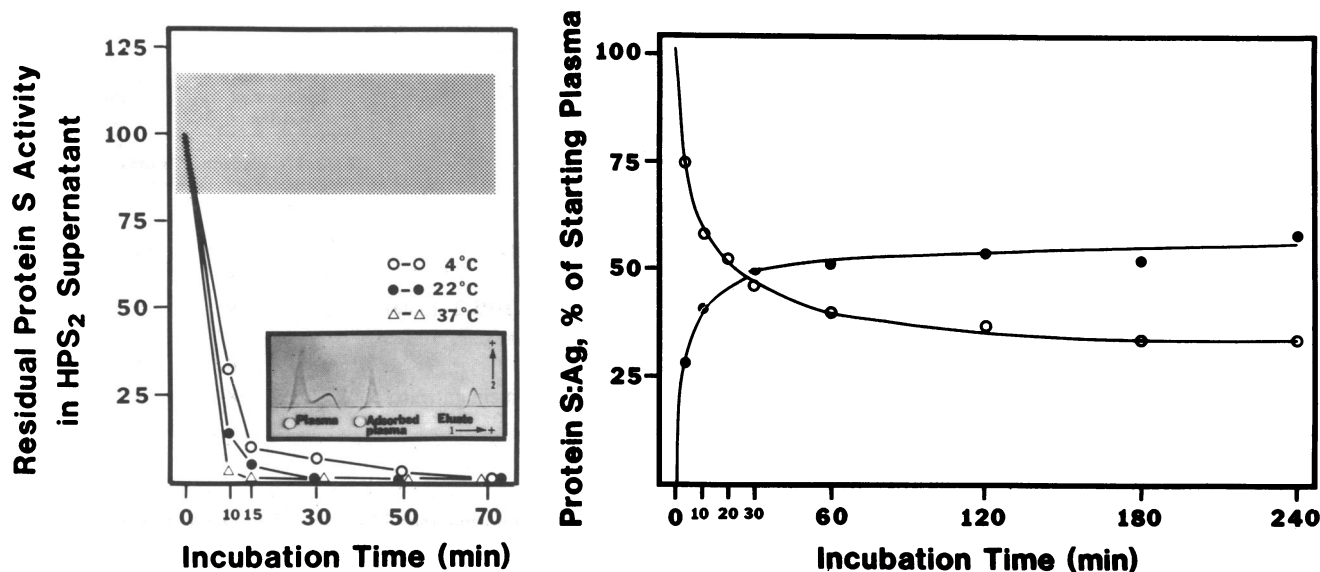 Residual Protein S Activity
in HPS2 Supernatant
125
100
75
50
25
O-O 4°C
●-● 22°C
△-△ 37°C
+
2
Plasma
Adsorbed
plasma
Eluate
1 → +
0 10 15 30 50 70
Incubation Time (min)
Protein S:Ag, % of Starting Plasma
100
75
50
25
0 10 20 30 60 120 180 240
Incubation Time (min)